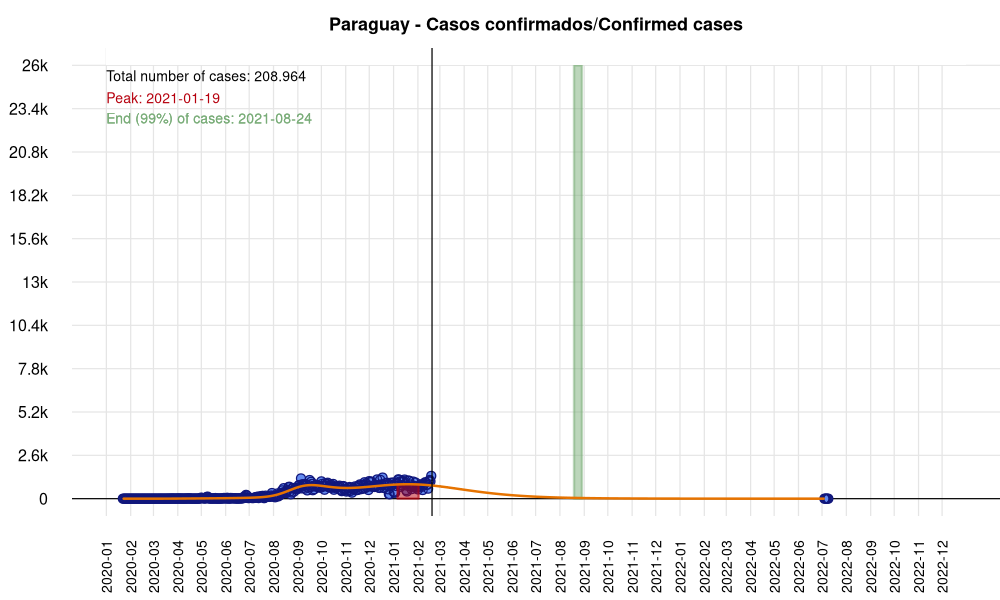 Paraguay - Casos confirmados/Confirmed cases
Total number of cases: 208.964
Peak: 2021-01-19
End (99%) of cases: 2021-08-24
26k
23.4k
20.8k
18.2k
15.6k
13k
10.4k
7.8k
5.2k
2.6k
0
2020-01
2020-02
2020-03
2020-04
2020-05
2020-06
2020-07
2020-08
2020-09
2020-10
2020-11
2020-12
2021-01
2021-02
2021-03
2021-04
2021-05
2021-06
2021-07
2021-08
2021-09
2021-10
2021-11
2021-12
2022-01
2022-02
2022-03
2022-04
2022-05
2022-06
2022-07
2022-08
2022-09
2022-10
2022-11
2022-12